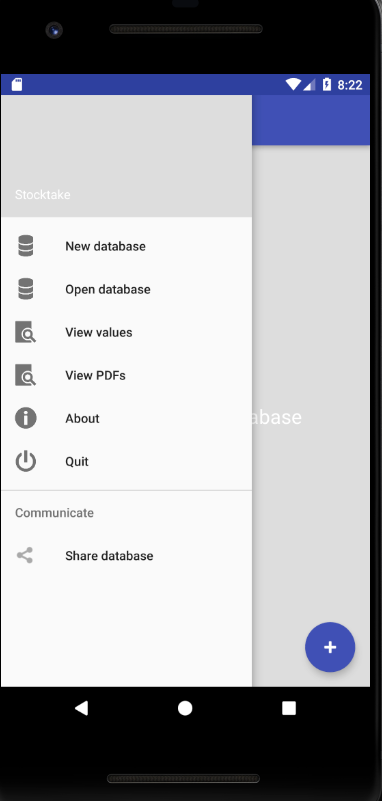 8:22
Stocktake
New database
Open database
View values
View PDFs
abase
About
Quit
Communicate
Share database